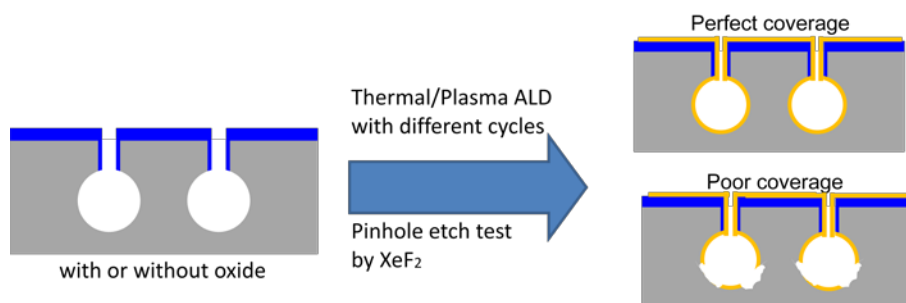 Perfect coverage
Thermal/Plasma ALD
with different cycles
Poor coverage
Pinhole etch test
by XeF₂
with or without oxide